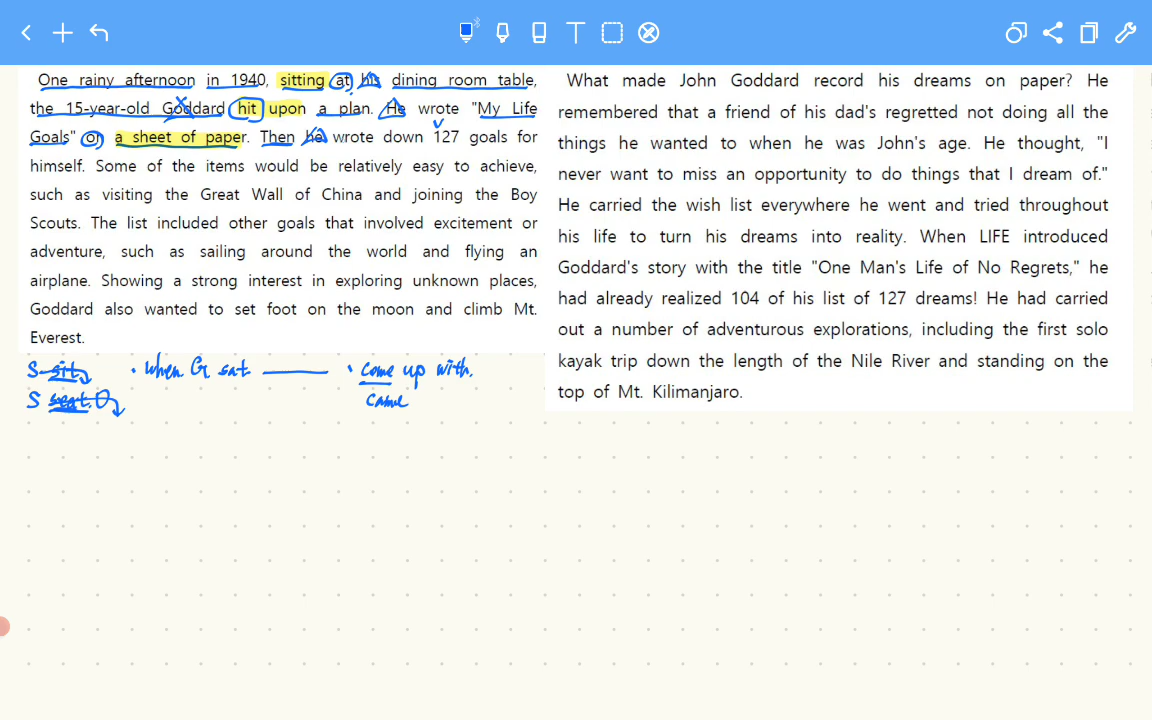 One rainy afternoon in 1940, sitting at his dining room table,
the 15-year-old Goddard hit upon a plan. He wrote "My Life
Goals" on a sheet of paper. Then he wrote down 127 goals for
himself. Some of the items would be relatively easy to achieve,
such as visiting the Great Wall of China and joining the Boy
Scouts. The list included other goals that involved excitement or
adventure, such as sailing around the world and flying an
airplane. Showing a strong interest in exploring unknown places,
Goddard also wanted to set foot on the moon and climb Mt.
Everest.
S sit · When G sat · come up with.
S seat came
What made John Goddard record his dreams on paper? He
remembered that a friend of his dad's regretted not doing all the
things he wanted to when he was John's age. He thought, "I
never want to miss an opportunity to do things that I dream of."
He carried the wish list everywhere he went and tried throughout
his life to turn his dreams into reality. When LIFE introduced
Goddard's story with the title "One Man's Life of No Regrets," he
had already realized 104 of his list of 127 dreams! He had carried
out a number of adventurous explorations, including the first solo
kayak trip down the length of the Nile River and standing on the
top of Mt. Kilimanjaro.